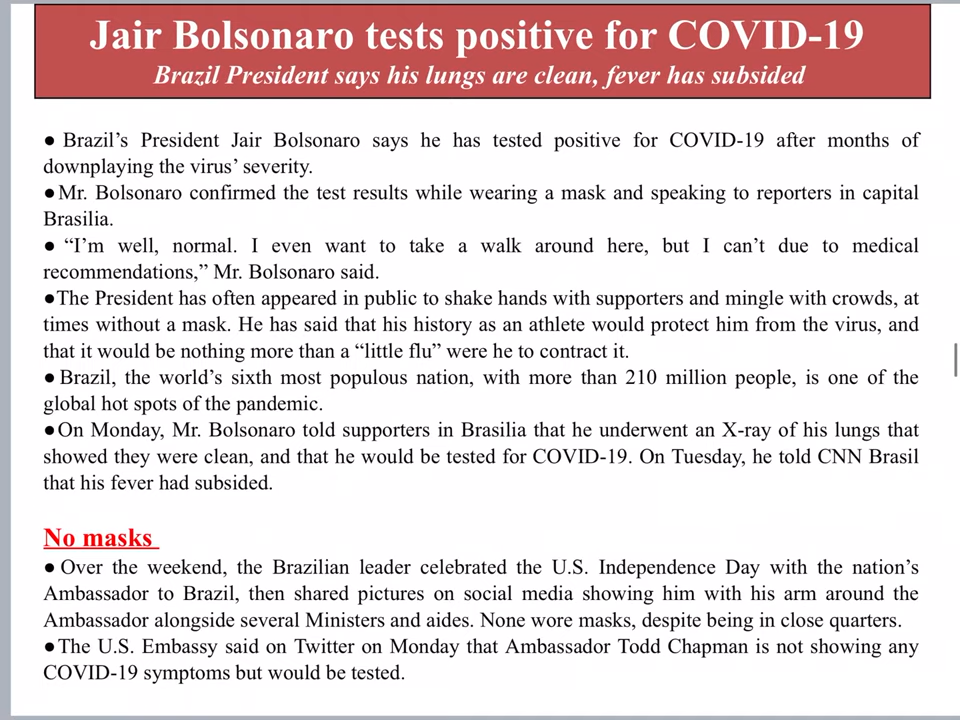 Jair Bolsonaro tests positive for COVID-19
Brazil President says his lungs are clean, fever has subsided
● Brazil’s President Jair Bolsonaro says he has tested positive for COVID-19 after months of
downplaying the virus’ severity.
●Mr. Bolsonaro confirmed the test results while wearing a mask and speaking to reporters in capital
Brasilia.
● “I’m well, normal. I even want to take a walk around here, but I can’t due to medical
recommendations,” Mr. Bolsonaro said.
●The President has often appeared in public to shake hands with supporters and mingle with crowds, at
times without a mask. He has said that his history as an athlete would protect him from the virus, and
that it would be nothing more than a “little flu” were he to contract it.
● Brazil, the world’s sixth most populous nation, with more than 210 million people, is one of the
global hot spots of the pandemic.
●On Monday, Mr. Bolsonaro told supporters in Brasilia that he underwent an X-ray of his lungs that
showed they were clean, and that he would be tested for COVID-19. On Tuesday, he told CNN Brasil
that his fever had subsided.
No masks
● Over the weekend, the Brazilian leader celebrated the U.S. Independence Day with the nation’s
Ambassador to Brazil, then shared pictures on social media showing him with his arm around the
Ambassador alongside several Ministers and aides. None wore masks, despite being in close quarters.
●The U.S. Embassy said on Twitter on Monday that Ambassador Todd Chapman is not showing any
COVID-19 symptoms but would be tested.